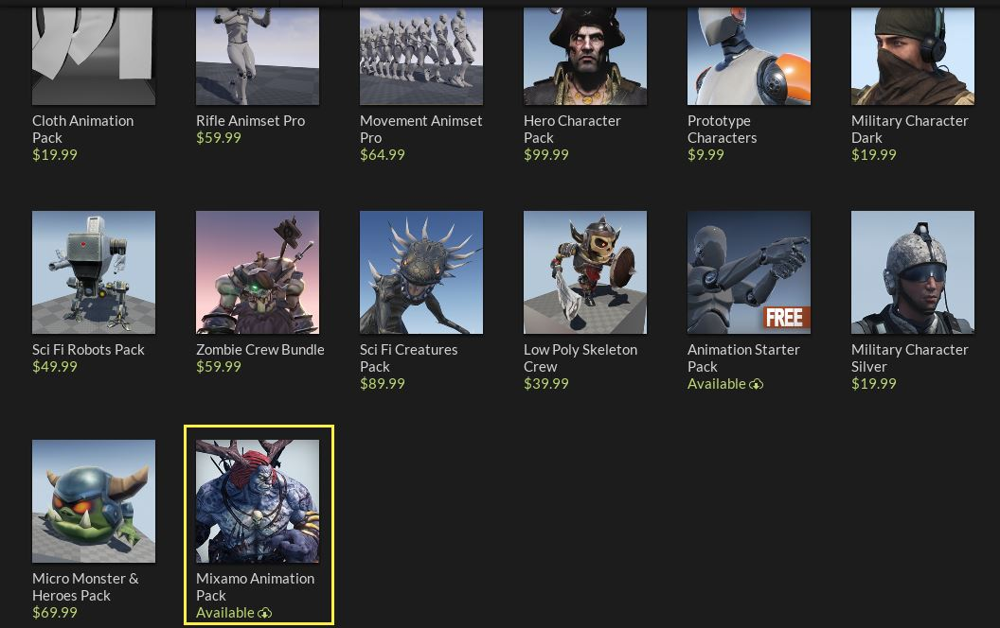 Cloth Animation
Pack
$19.99
Rifle Animset Pro
$59.99
Movement Animset
Pro
$64.99
Hero Character
Pack
$99.99
Prototype
Characters
$9.99
Military Character
Dark
$19.99
Sci Fi Robots Pack
$49.99
Zombie Crew Bundle
$59.99
Sci Fi Creatures
Pack
$89.99
Low Poly Skeleton
Crew
$39.99
FREE
Animation Starter
Pack
Available
Military Character
Silver
$19.99
Micro Monster &
Heroes Pack
$69.99
Mixamo Animation
Pack
Available